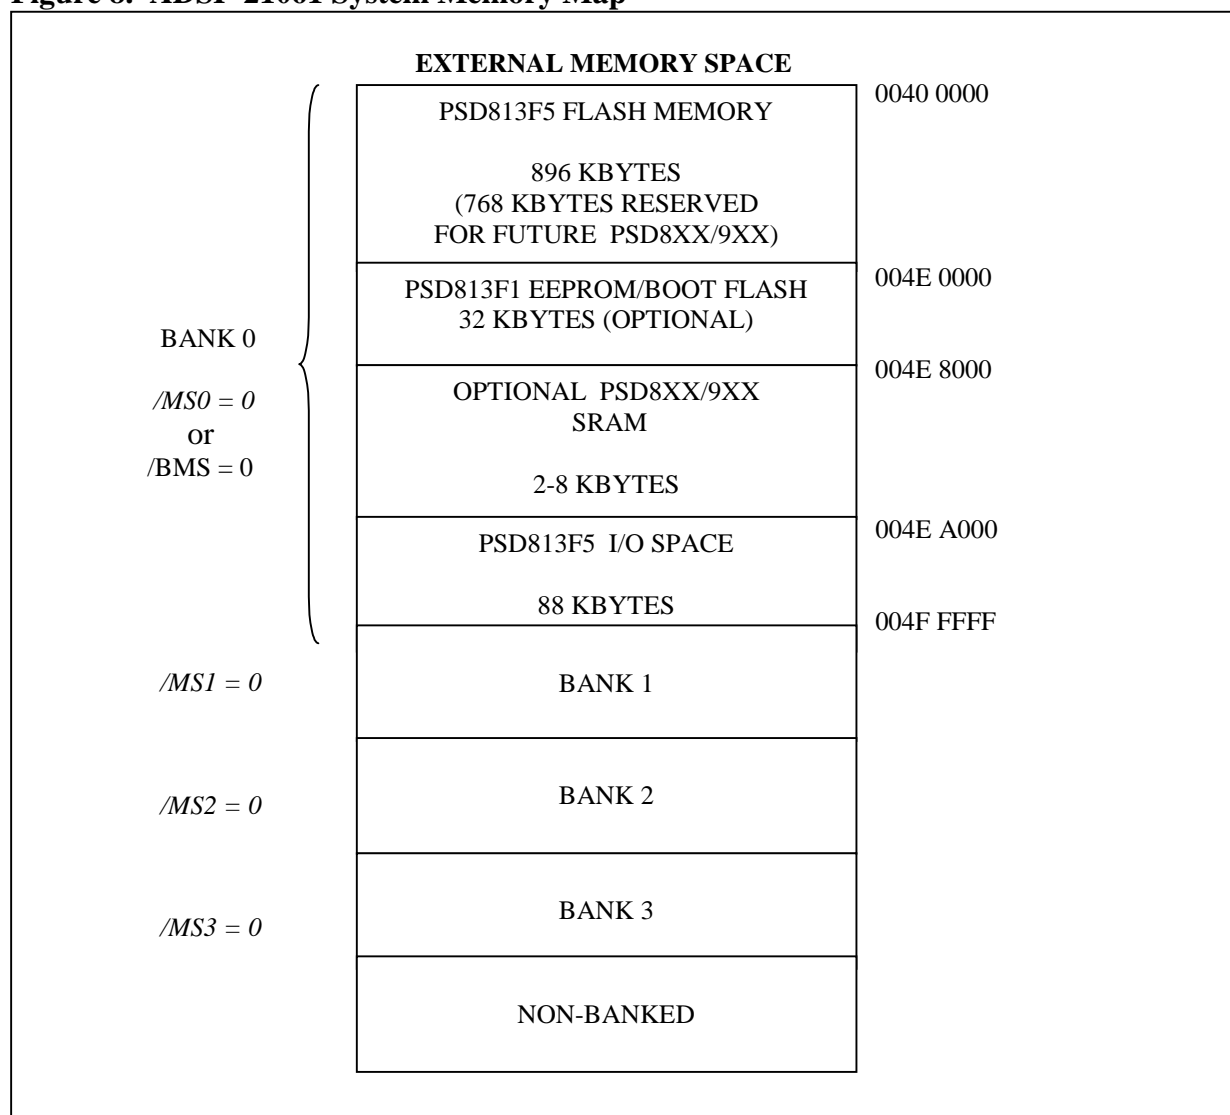 Figure 8. ADSP-21061 System Memory Map
EXTERNAL MEMORY SPACE
0040 0000
PSD813F5 FLASH MEMORY
896 KBYTES
(768 KBYTES RESERVED
FOR FUTURE PSD8XX/9XX)
004E 0000
PSD813F1 EEPROM/BOOT FLASH
32 KBYTES (OPTIONAL)
BANK 0
/MS0 = 0
or
/BMS = 0
004E 8000
OPTIONAL PSD8XX/9XX
SRAM
2-8 KBYTES
004E A000
PSD813F5 I/O SPACE
88 KBYTES
004F FFFF
/MS1 = 0
BANK 1
/MS2 = 0
BANK 2
/MS3 = 0
BANK 3
NON-BANKED